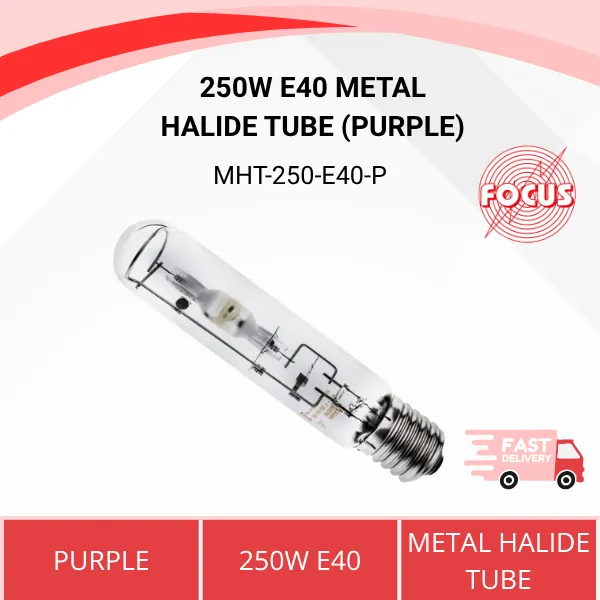 250W E40 METAL
HALIDE TUBE (PURPLE)
MHT-250-E40-P
FOCUS
FAST
DELIVERY
PURPLE
250W E40
METAL HALIDE
TUBE